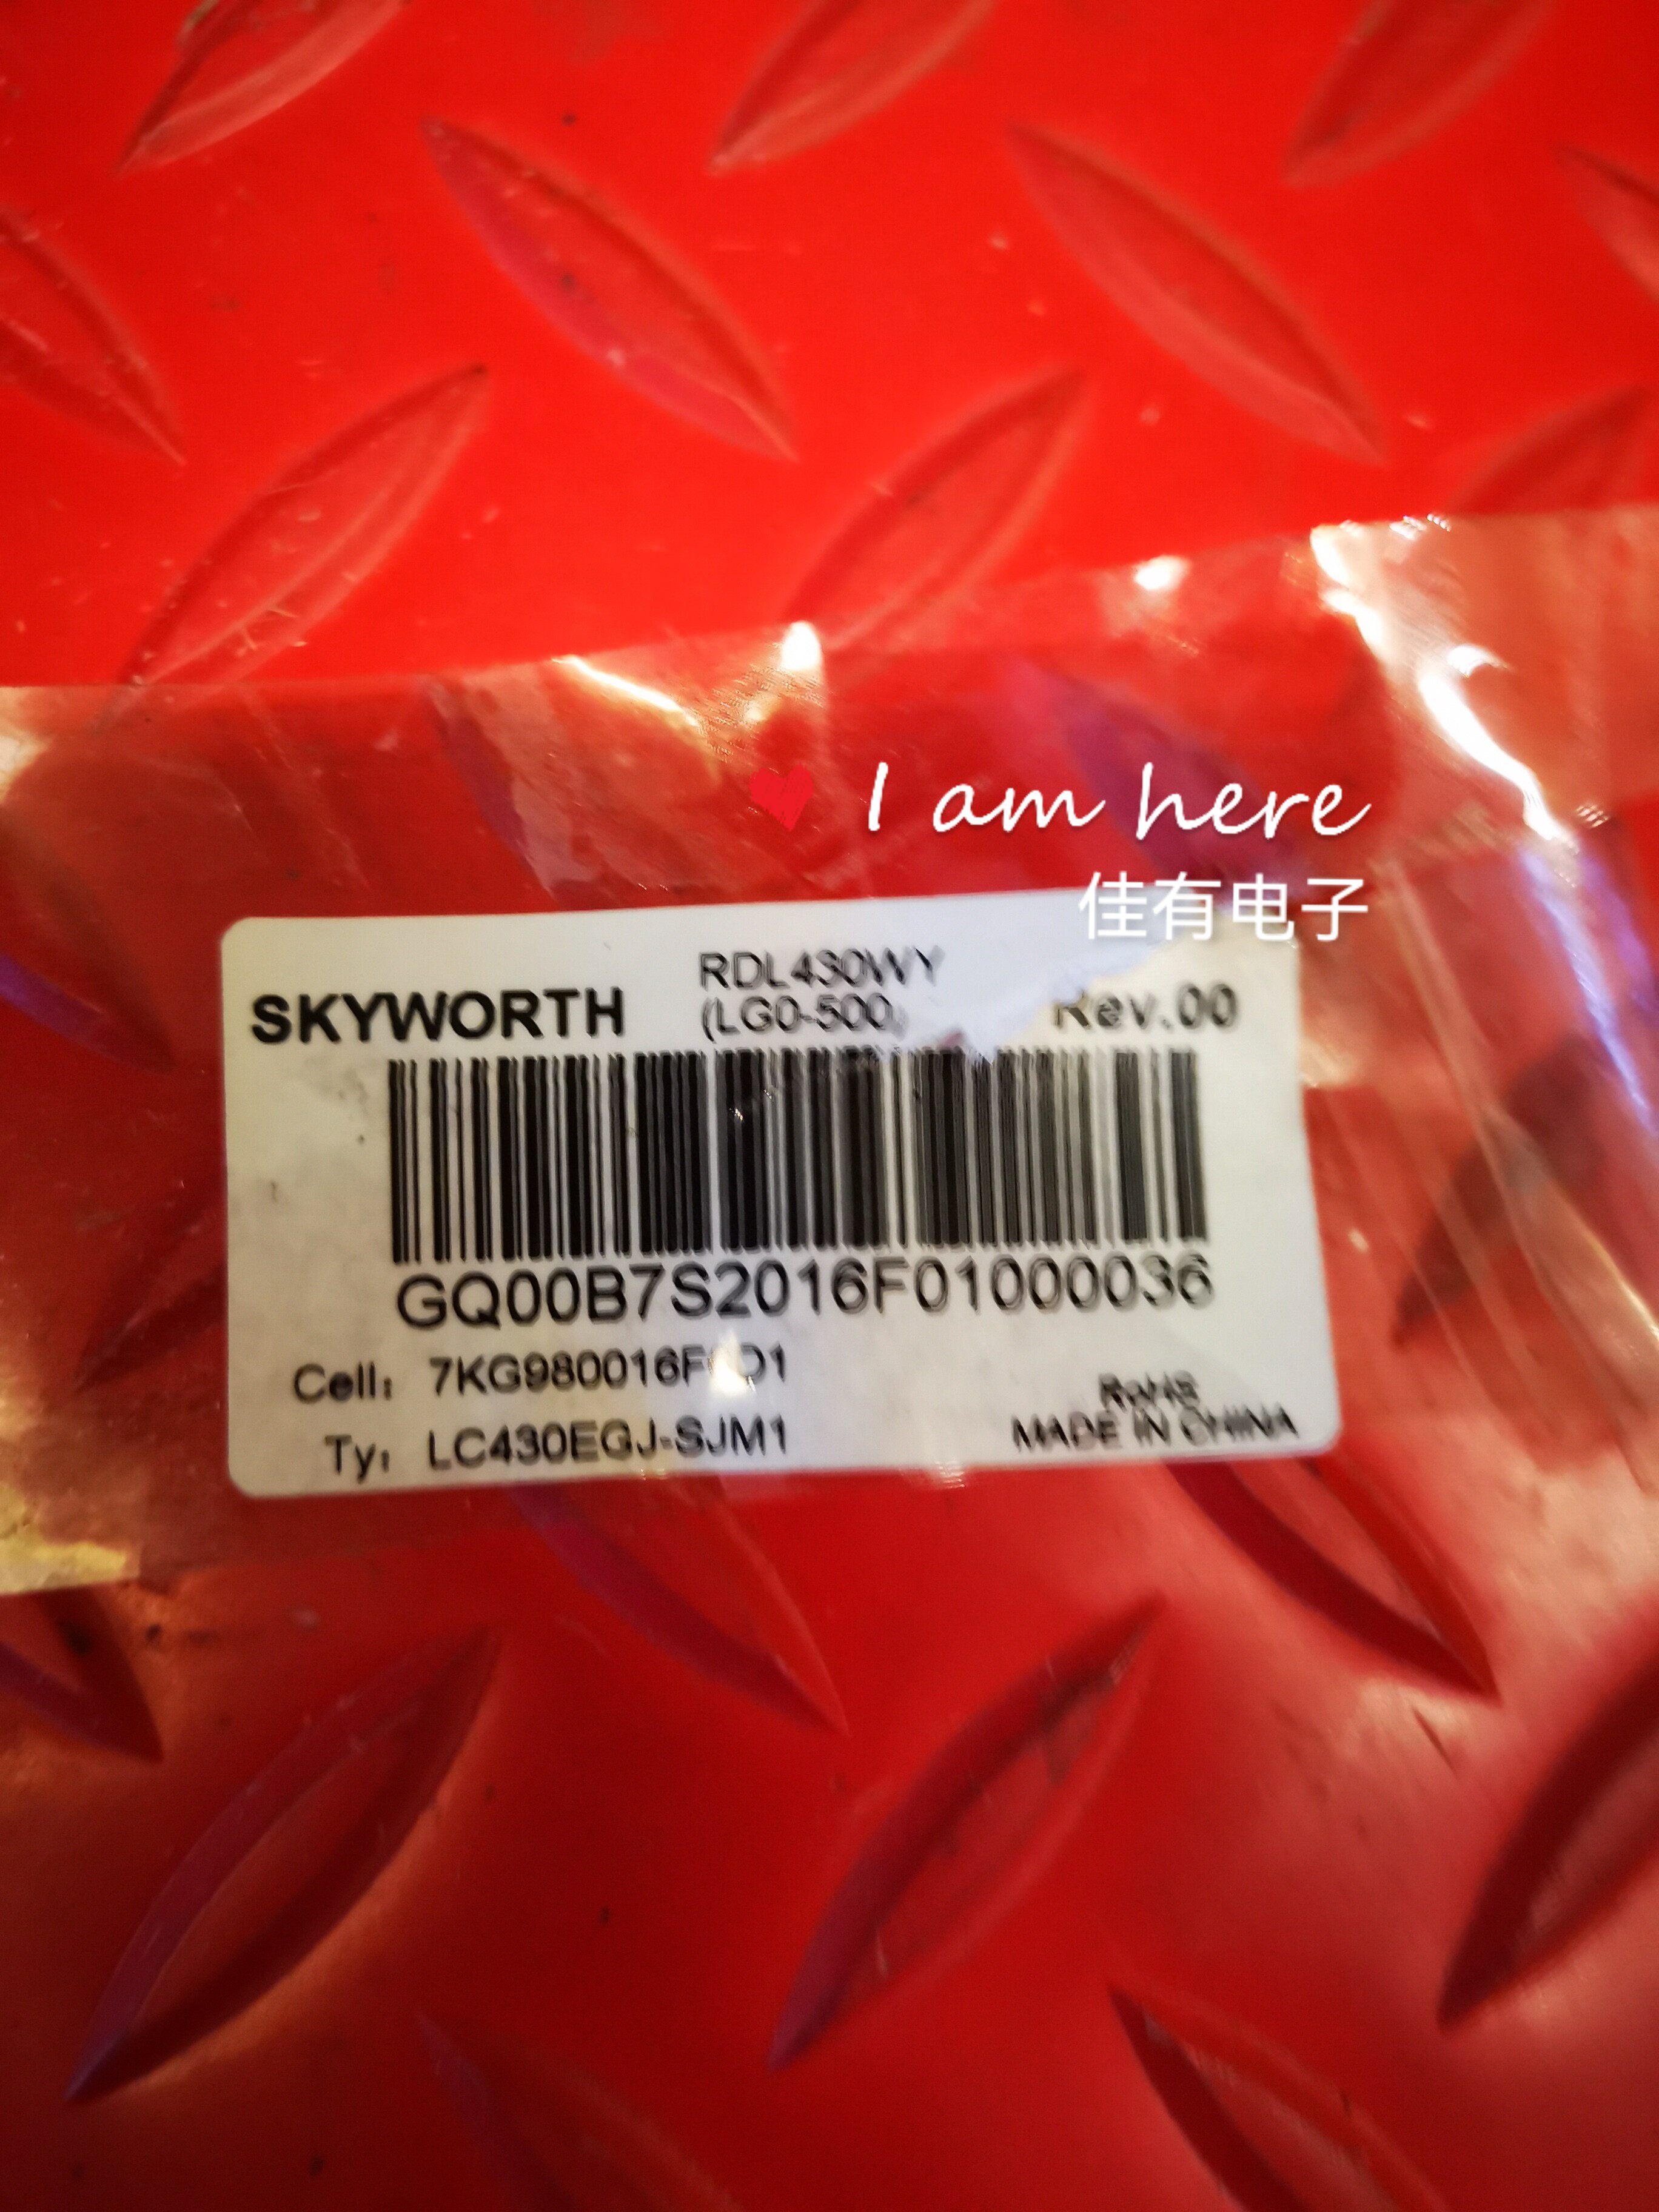 I am here
佳有电子
RDL430WY
SKYWORTH (LG0-500) Rev.00
GQ00B7S2016F01000036
Cell: 7KG980016F
Ty: LC430EGJ-SJM1
RoHS
MADE IN CHINA